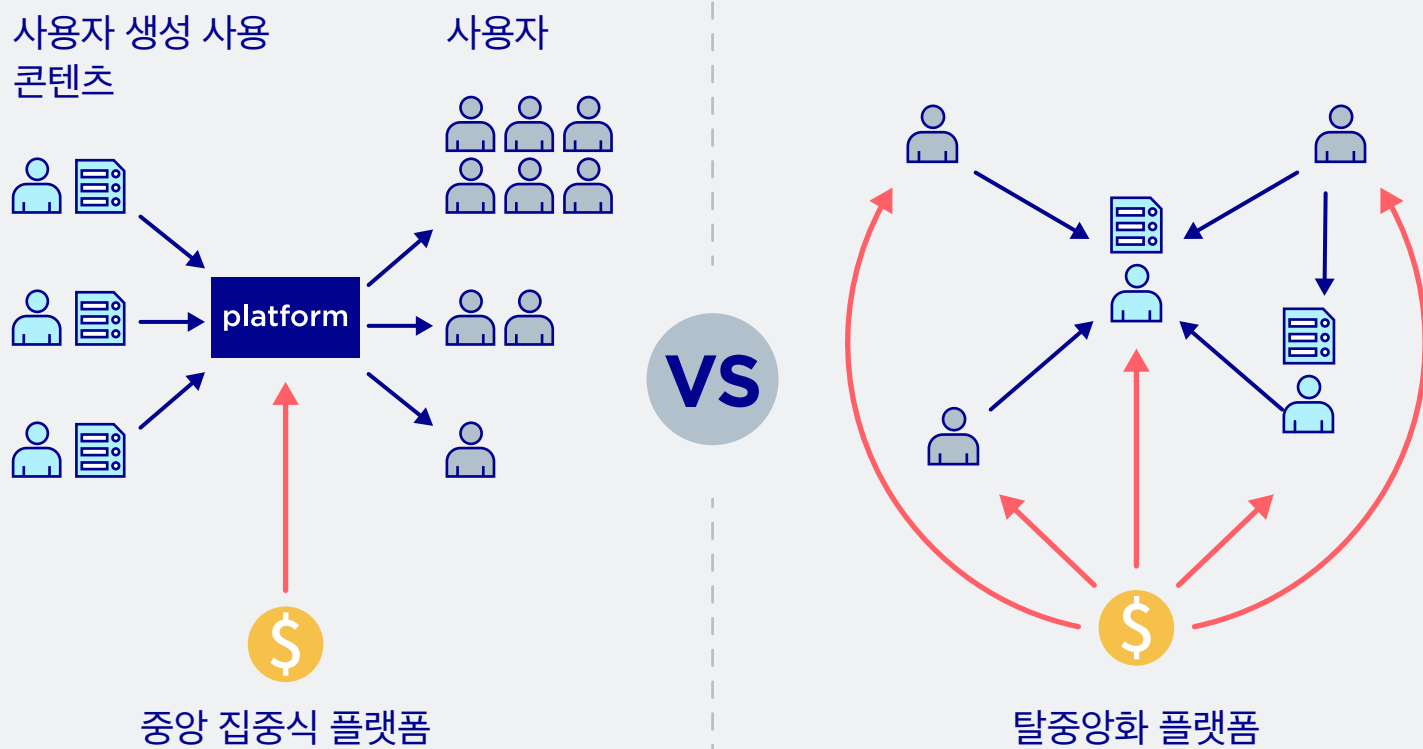 사용자 생성 사용
콘텐츠
사용자
platform
VS
$
중앙 집중식 플랫폼
$
탈중앙화 플랫폼